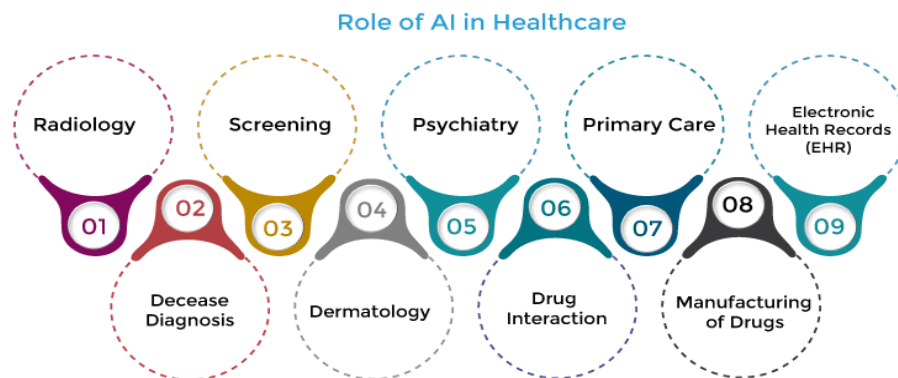 Role of AI in Healthcare
Radiology
01
02
Decease
Diagnosis
Screening
03
04
Dermatology
Psychiatry
05
06
Drug
Interaction
Primary Care
07
08
Manufacturing
of Drugs
Electronic
Health Records
(EHR)
09